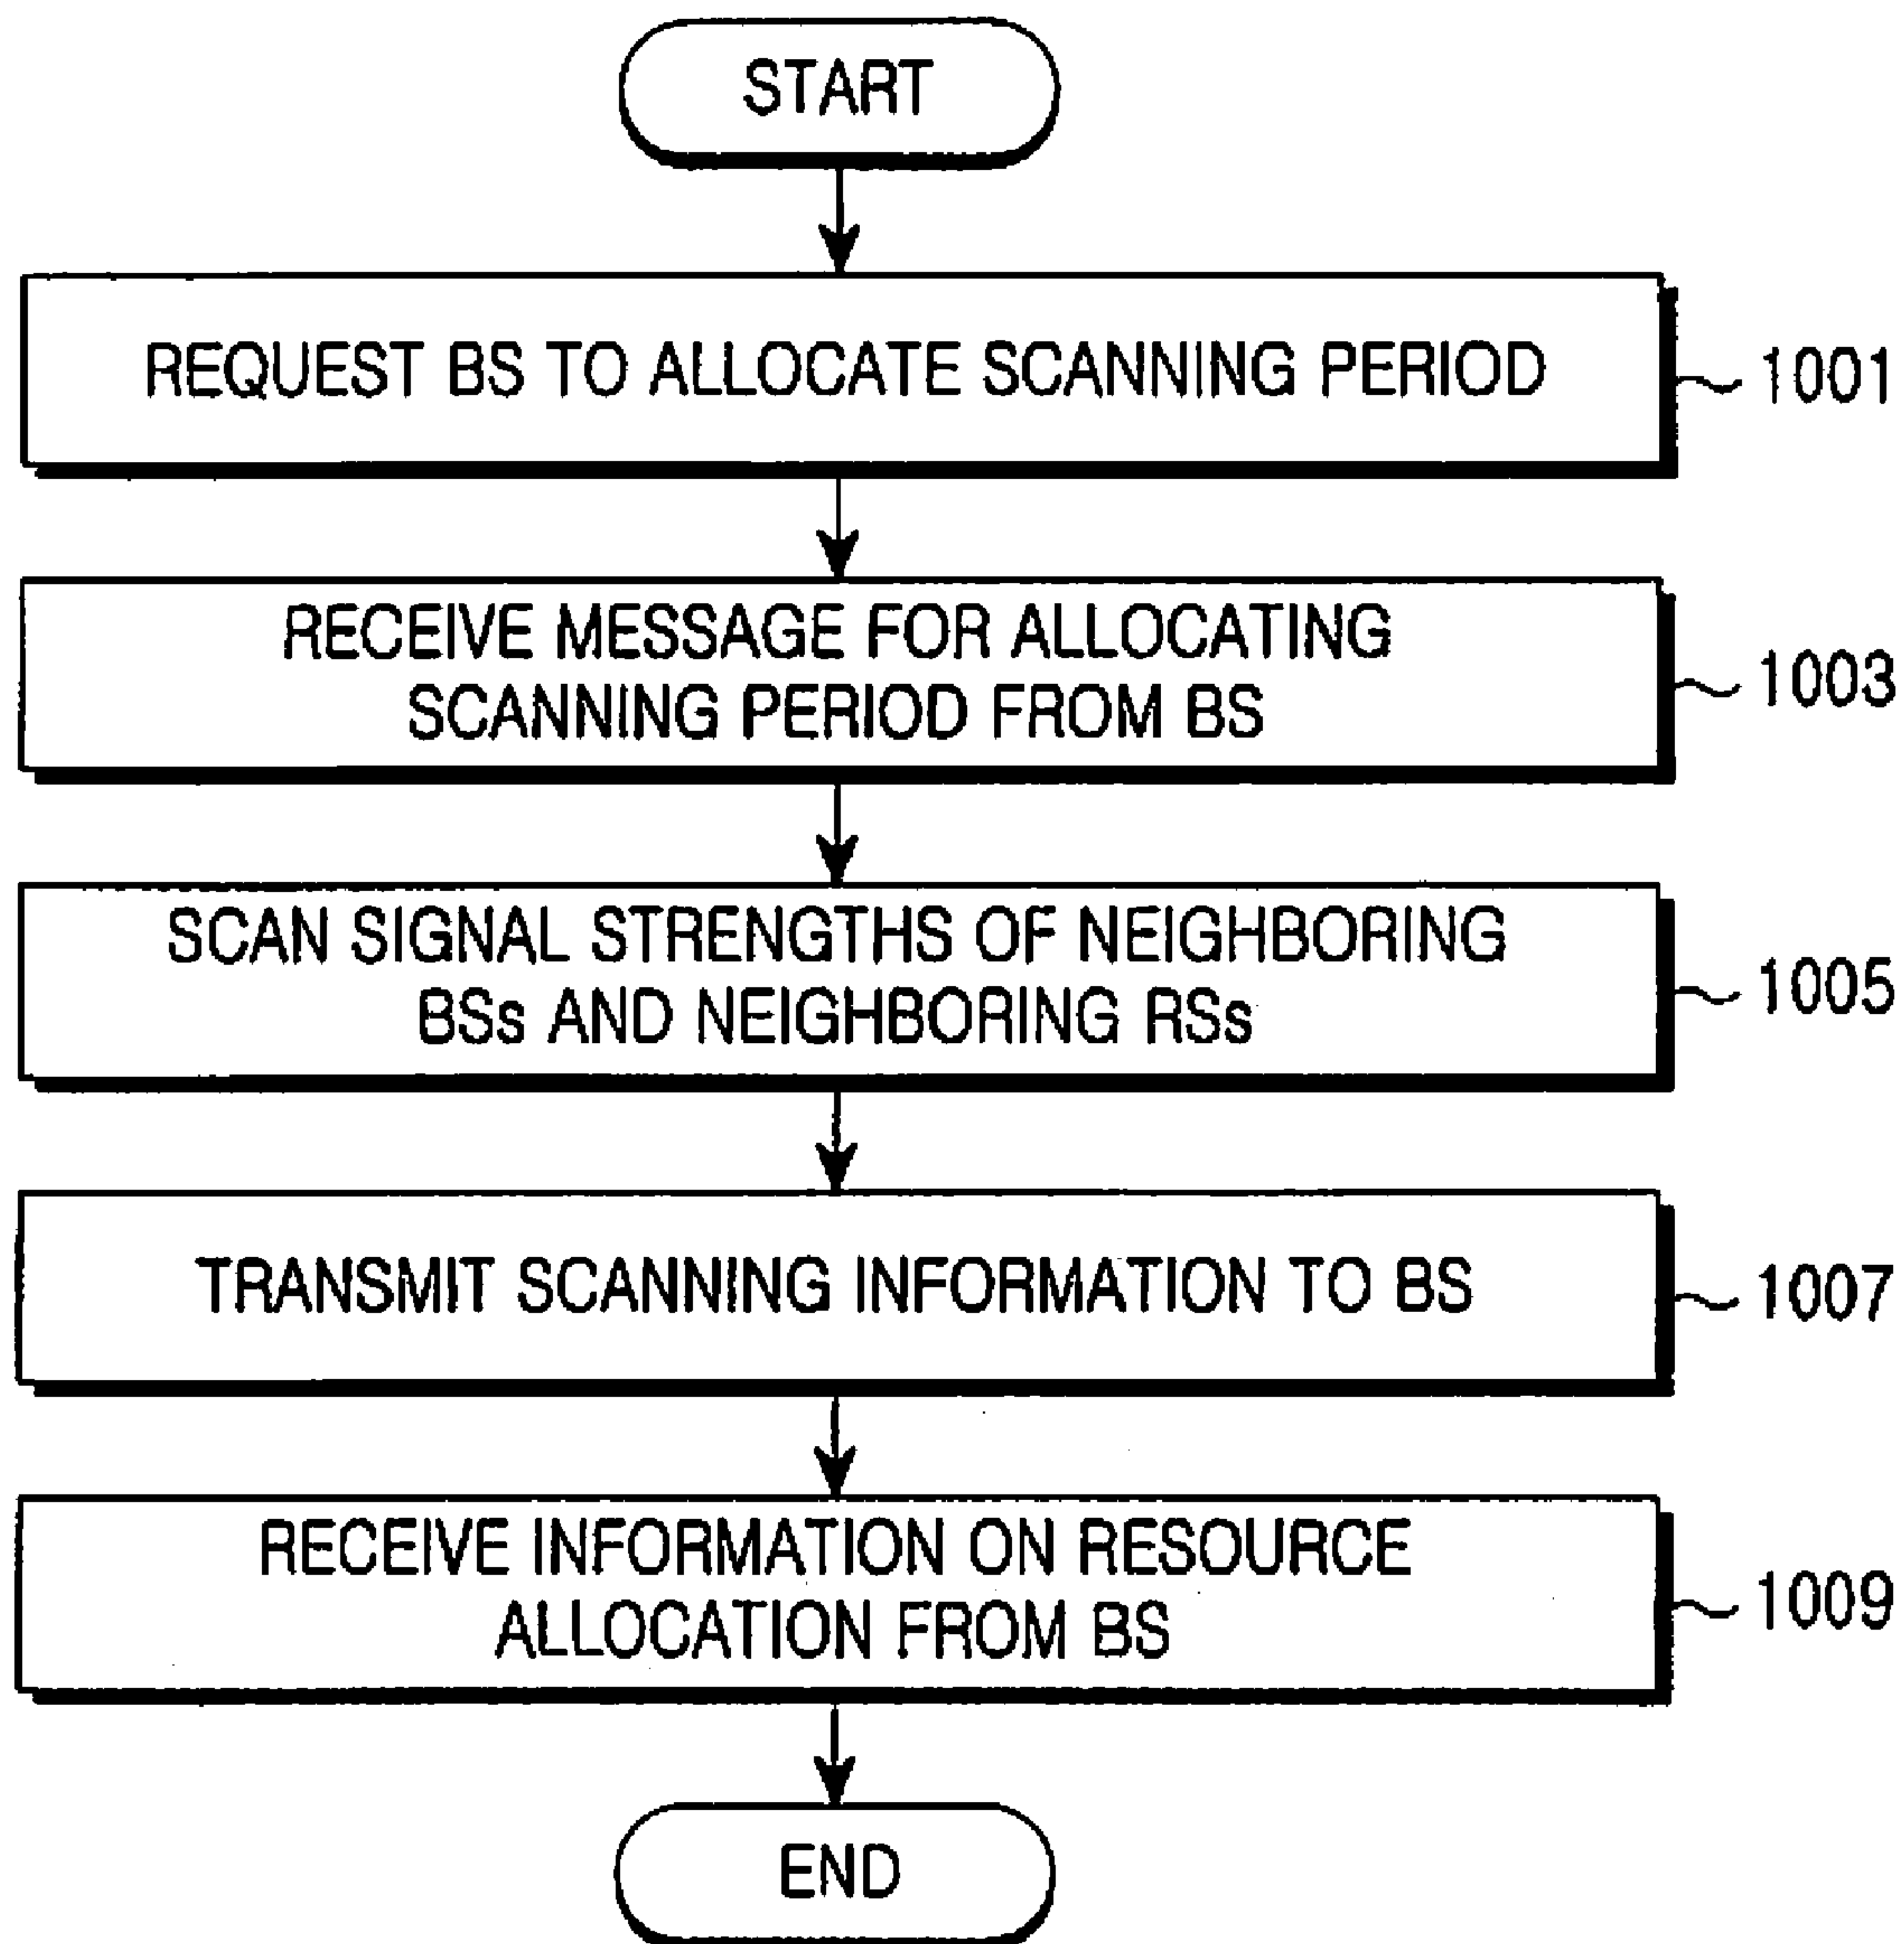 START
REQUEST BS TO ALLOCATE SCANNING PERIOD
1001
RECEIVE MESSAGE FOR ALLOCATING
SCANNING PERIOD FROM BS
1003
SCAN SIGNAL STRENGTHS OF NEIGHBORING
BSs AND NEIGHBORING RSs
1005
TRANSMIT SCANNING INFORMATION TO BS
1007
RECEIVE INFORMATION ON RESOURCE
ALLOCATION FROM BS
1009
END